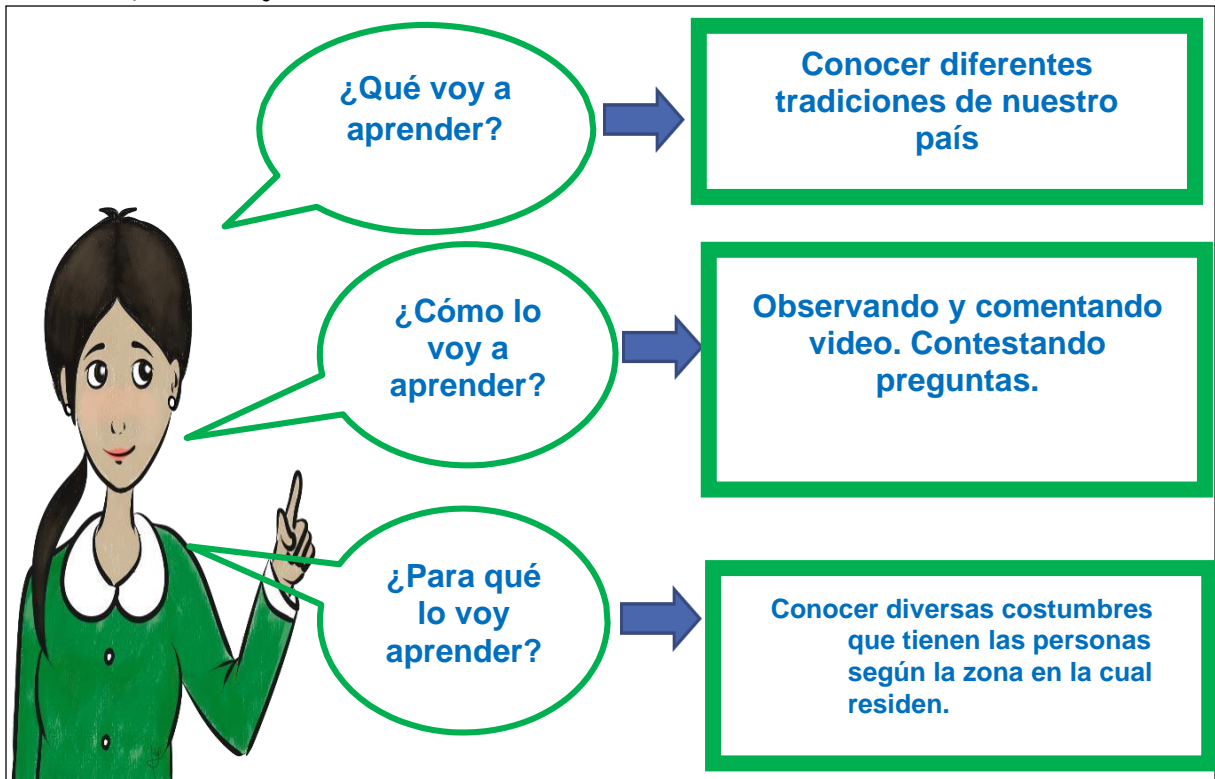 ¿Qué voy a
aprender?
Conocer diferentes
tradiciones de nuestro
país
¿Cómo lo
voy a
aprender?
Observando y comentando
video. Contestando
preguntas.
¿Para qué
lo voy
aprender?
Conocer diversas costumbres
que tienen las personas
según la zona en la cual
residen.